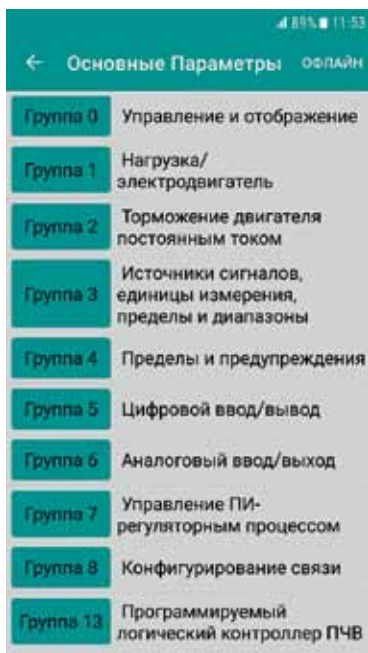 89% 11:53
← Основные Параметры ОФЛАЙН
Группа 0 Управление и отображение
Группа 1 Нагрузка/
электродвигатель
Группа 2 Торможение двигателя
постоянным током
Группа 3 Источники сигналов,
единицы измерения,
пределы и диапазоны
Группа 4 Пределы и предупреждения
Группа 5 Цифровой ввод/вывод
Группа 6 Аналоговый ввод/выход
Группа 7 Управление ПИ-
регуляторным процессом
Группа 8 Конфигурирование связи
Группа 13 Программируемый
логический контроллер ПЧВ